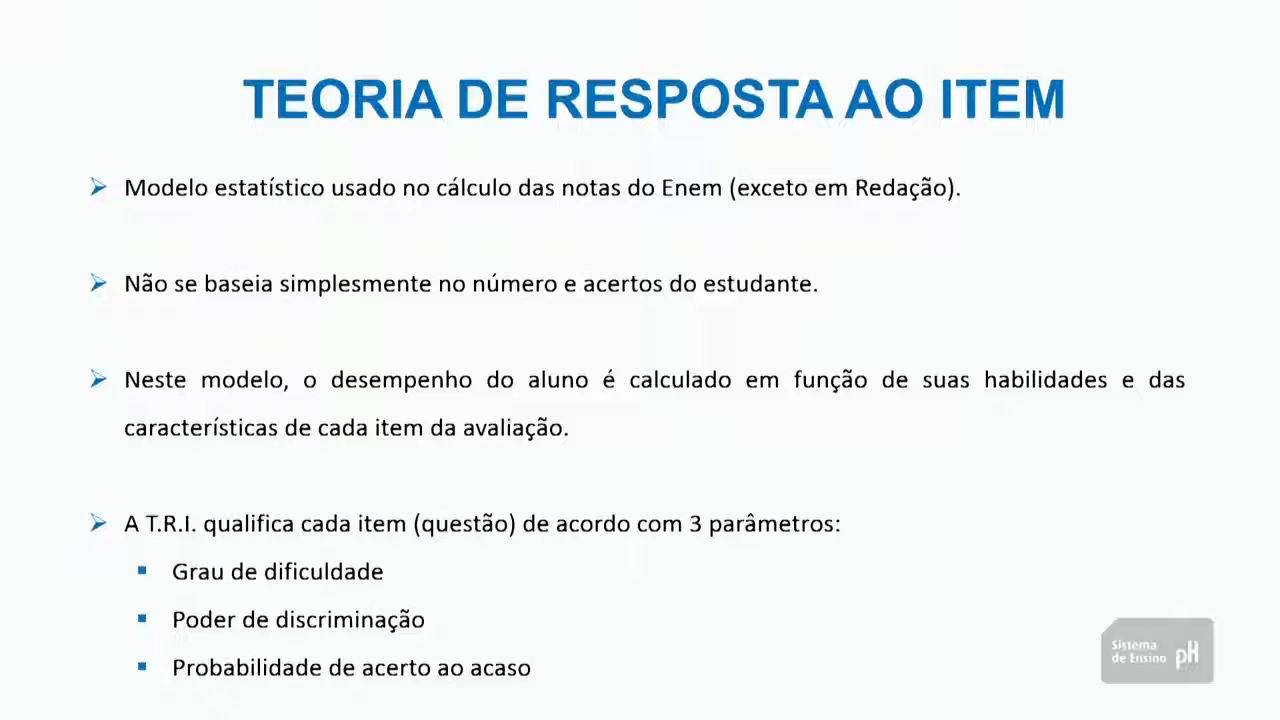 TEORIA DE RESPOSTA AO ITEM
Modelo estatístico usado no cálculo das notas do Enem (exceto em Redação).
Não se baseia simplesmente no número e acertos do estudante.
Neste modelo, o desempenho do aluno é calculado em função de suas habilidades e das
características de cada item da avaliação.
A T.R.I. qualifica cada item (questão) de acordo com 3 parâmetros:
Grau de dificuldade
Poder de discriminação
Probabilidade de acerto ao acaso
Sistema
de Ensino pH